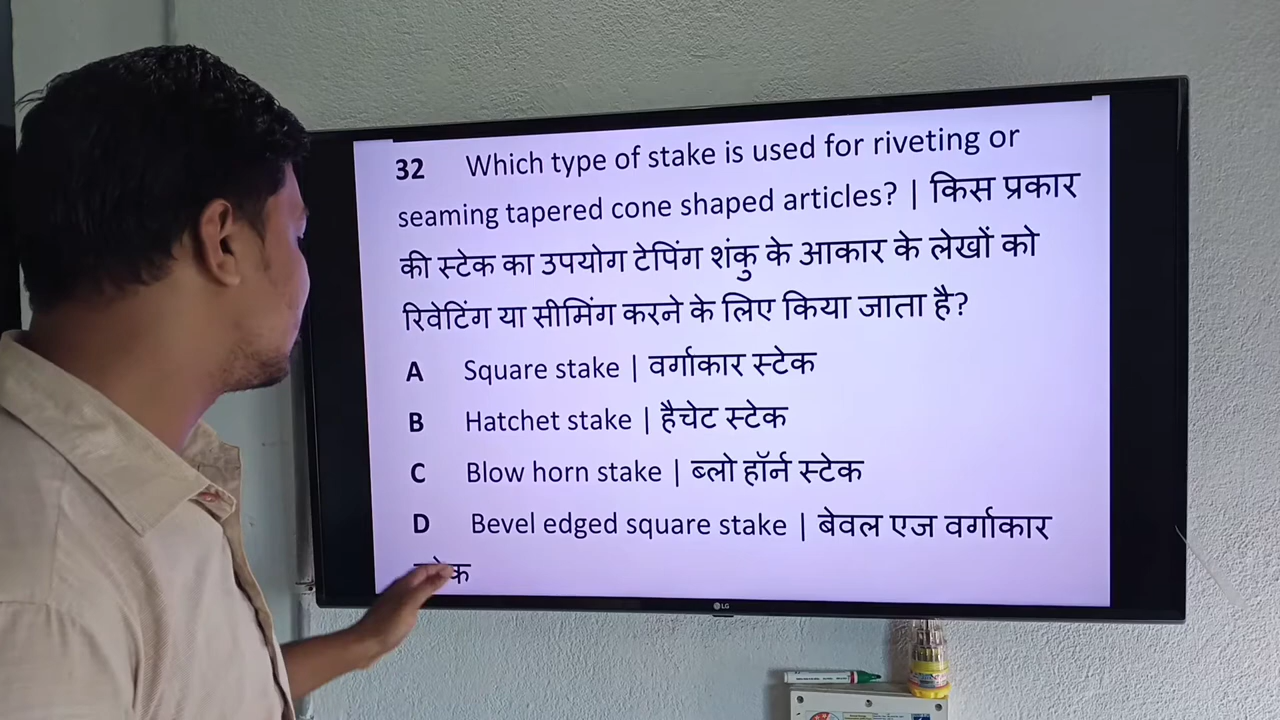 32 Which type of stake is used for riveting or
seaming tapered cone shaped articles? | किस प्रकार
की स्टेक का उपयोग टेपिंग शंकु के आकार के लेखों को
रिवेटिंग या सीमिंग करने के लिए किया जाता है?
A Square stake | वर्गाकार स्टेक
B Hatchet stake | हैचेट स्टेक
C Blow horn stake | ब्लो हॉर्न स्टेक
D Bevel edged square stake | बेवल एज वर्गाकार
LG